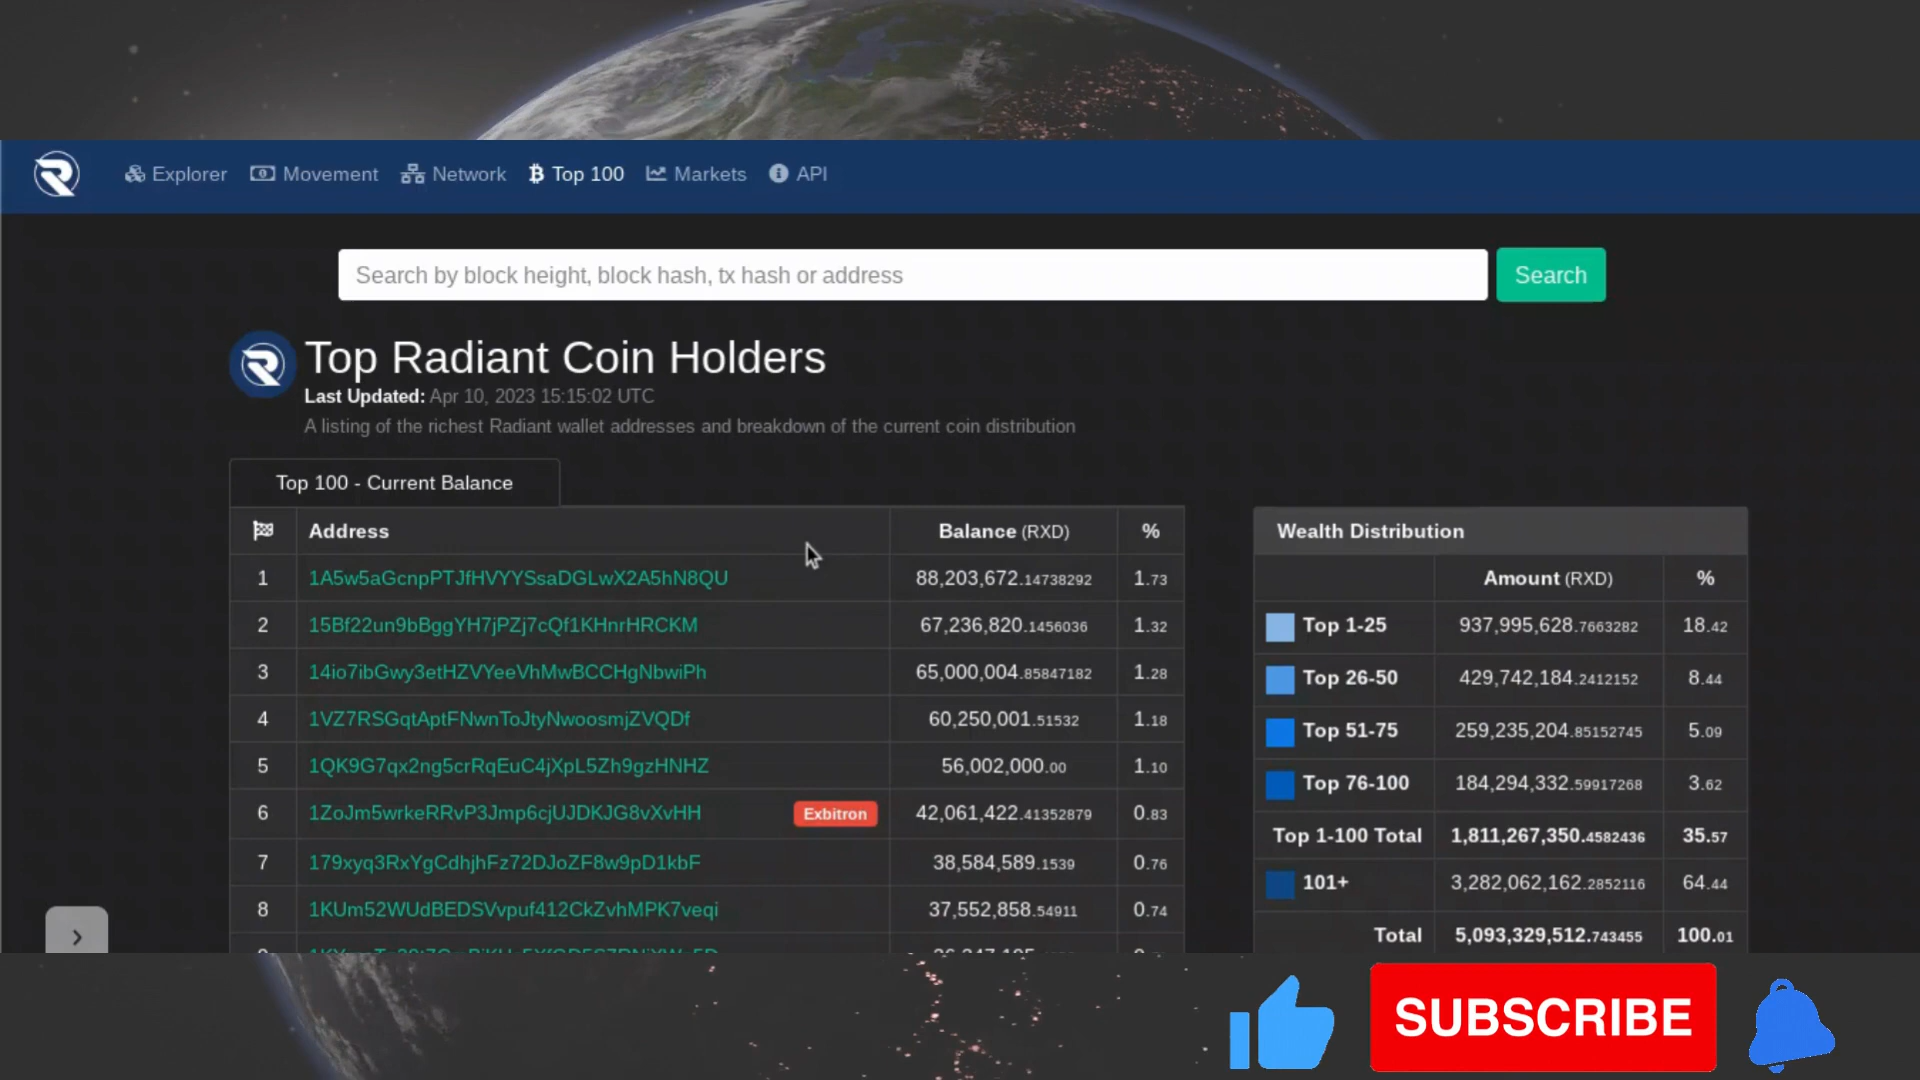 Explorer Movement Network Top 100 Markets API
Search by block height, block hash, tx hash or address Search
Top Radiant Coin Holders
Last Updated: Apr 10, 2023 15:15:02 UTC
A listing of the richest Radiant wallet addresses and breakdown of the current coin distribution
Top 100 - Current Balance
Address Balance (RXD) %
1 1A5w5aGcnpPTJfHVYYSsaDGLwX2A5hN8QU 88,203,672.14738292 1.73
2 15Bf22un9bBggYH7jPZj7cQf1KHnrHRCKM 67,236,820.1456036 1.32
3 14io7ibGwy3etHZVYeeVhMwBCCHgNbwiPh 65,000,004.85847182 1.28
4 1VZ7RSGqtAptFNwnToJtyNwoosmjZVQDf 60,250,001.51532 1.18
5 1QK9G7qx2ng5crRqEuC4jXpL5Zh9gzHNHZ 56,002,000.00 1.10
6 1ZoJm5wrkeRRvP3Jmp6cjUJDKJG8vXvHH Exbitron 42,061,422.41352879 0.83
7 179xyq3RxYgCdhjhFz72DJoZF8w9pD1kbF 38,584,589.1539 0.76
8 1KUm52WUdBEDSVvpuf412CkZvhMPK7veqi 37,552,858.54911 0.74
Wealth Distribution
Amount (RXD) %
Top 1-25 937,995,628.7663282 18.42
Top 26-50 429,742,184.2412152 8.44
Top 51-75 259,235,204.85152745 5.09
Top 76-100 184,294,332.59917268 3.62
Top 1-100 Total 1,811,267,350.4582436 35.57
101+ 3,282,062,162.2852116 64.44
Total 5,093,329,512.743455 100.01
SUBSCRIBE